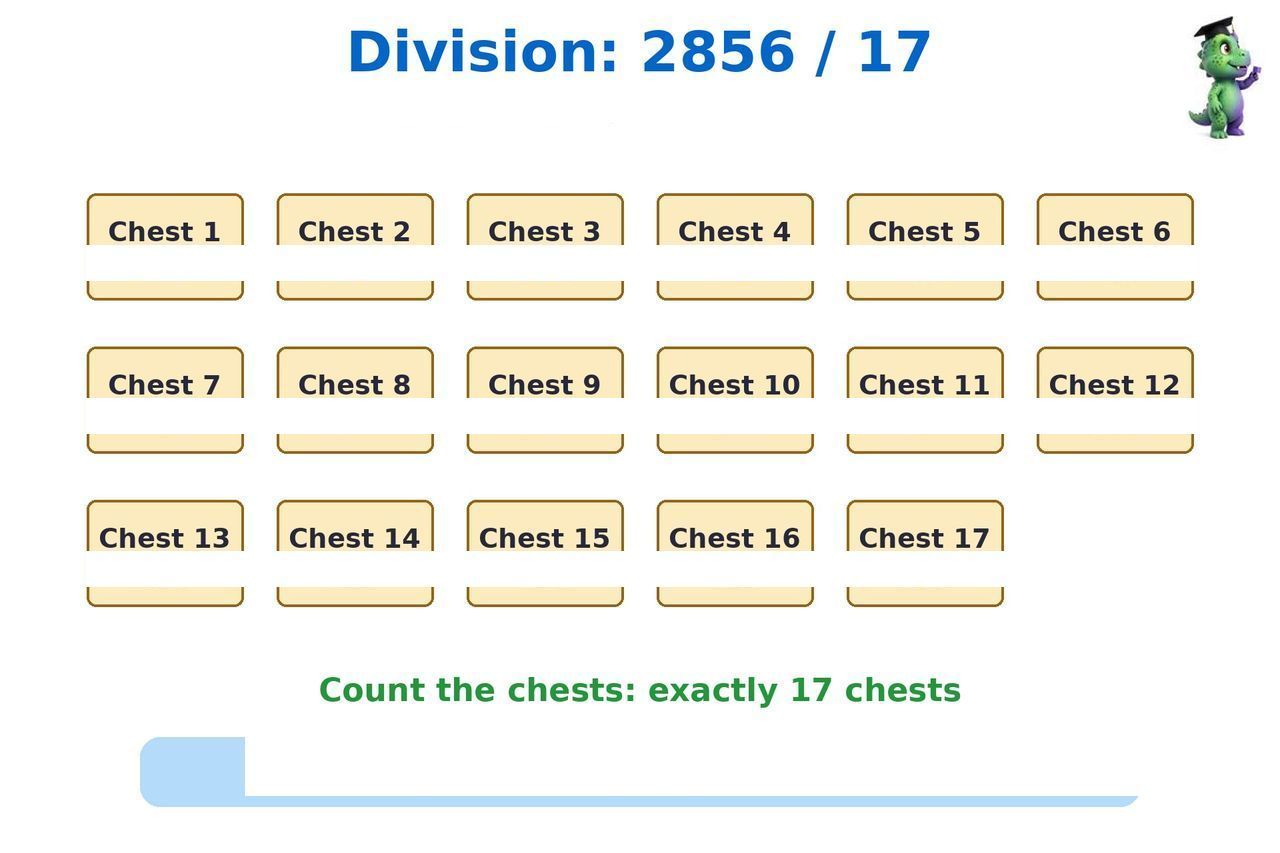 Division: 2856 / 17
Chest 1 Chest 2 Chest 3 Chest 4 Chest 5 Chest 6
Chest 7 Chest 8 Chest 9 Chest 10 Chest 11 Chest 12
Chest 13 Chest 14 Chest 15 Chest 16 Chest 17
Count the chests: exactly 17 chests